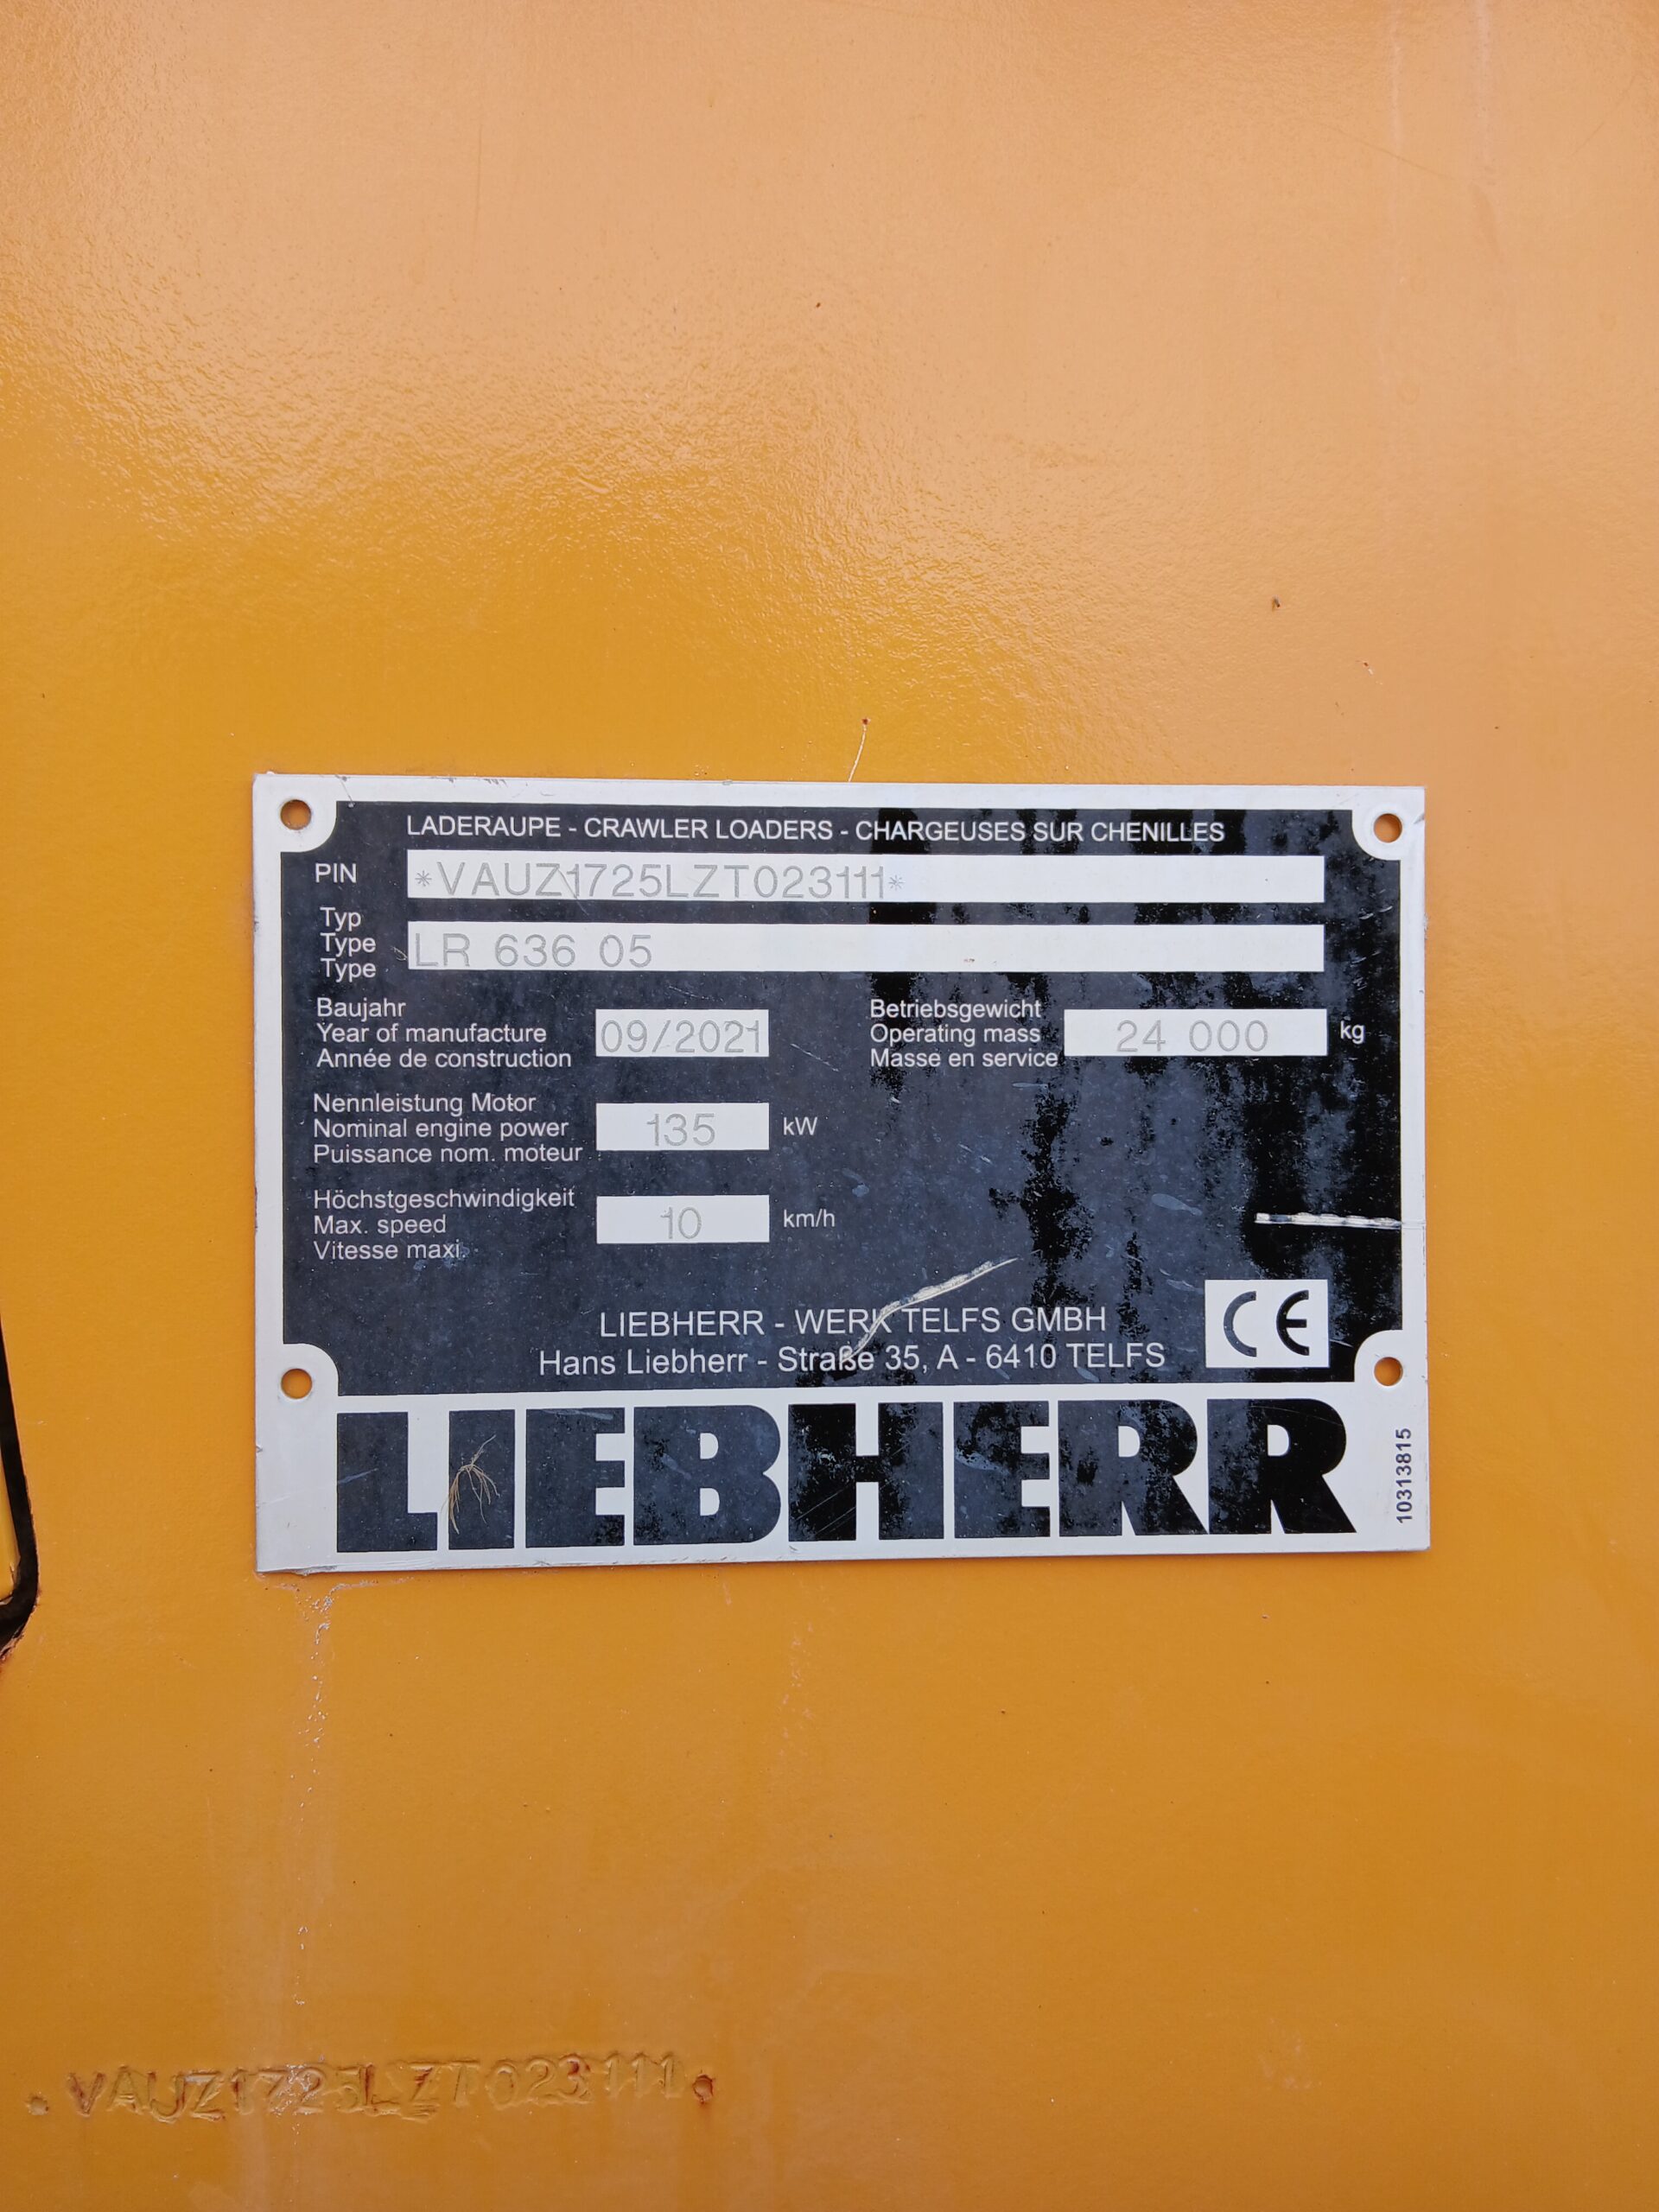 LADERAUPE - CRAWLER LOADERS - CHARGEUSES SUR CHENILLES
PIN *VAUZ1725LZT023111*
Typ
Type LR 636 05
Type
Baujahr
Year of manufacture 09/2021
Année de construction
Betriebsgewicht
Operating mass 24 000 kg
Masse en service
Nennleistung Motor
Nominal engine power 135 kW
Puissance nom. moteur
Höchstgeschwindigkeit
Max. speed 10 km/h
Vitesse maxi.
LIEBHERR - WERK TELFS GMBH
Hans Liebherr - Straße 35, A - 6410 TELFS
CE
LIEBHERR
10313815
VAUZ1725LZT023111